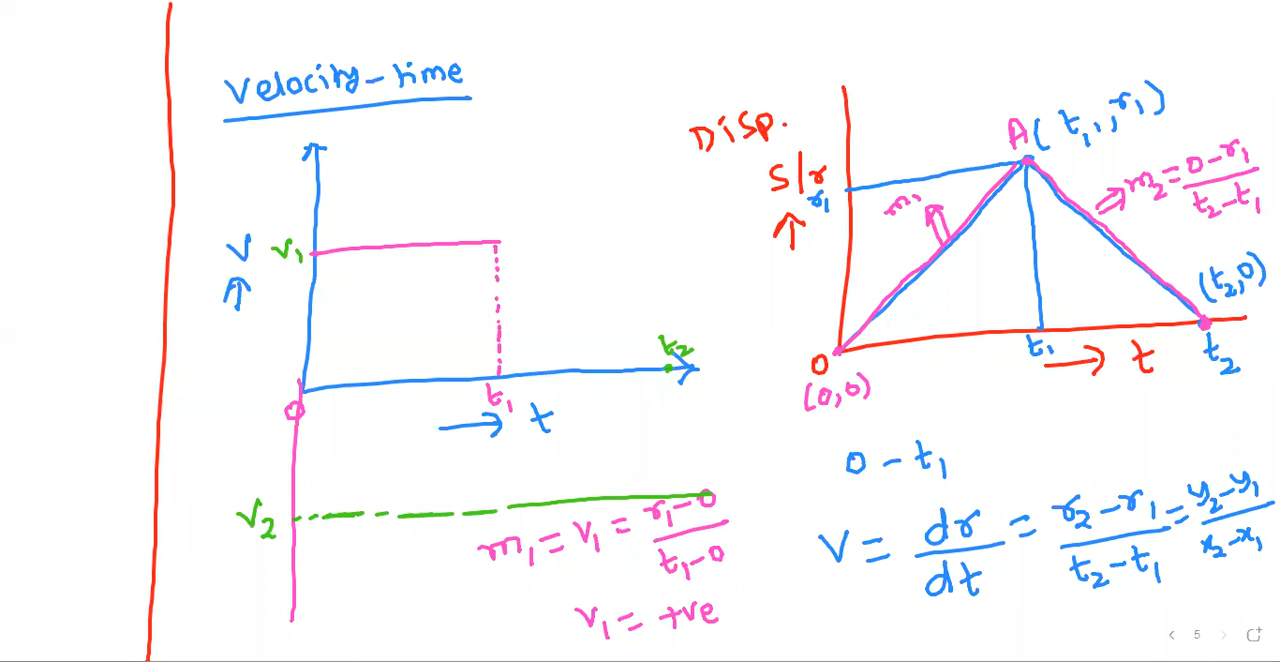 Velocity-time
V
V₁
t₂
t₁
0
t
V₂
m₁ = V₁ = r₁-0 / t₁-0
V₁ = +ve
Disp.
S|r
r₁
A(t₁,, r₁)
m₁
m₂ = 0-r₁ / t₂-t₁
(t₂,0)
O
(0,0)
t₁
t
t₂
0 - t₁
V = dr/dt = r₂-r₁ / t₂-t₁ = y₂-y₁ / x₂-x₁
5